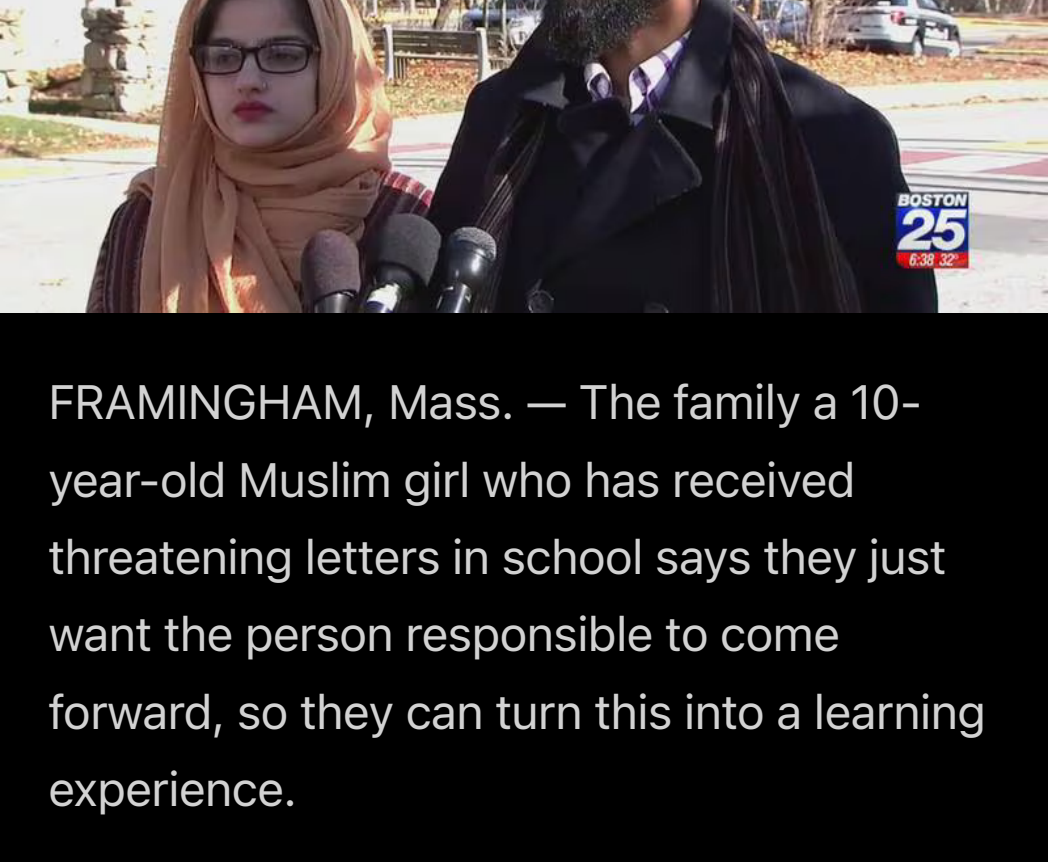 BOSTON
25
6:38 32°
FRAMINGHAM, Mass. — The family a 10-
year-old Muslim girl who has received
threatening letters in school says they just
want the person responsible to come
forward, so they can turn this into a learning
experience.